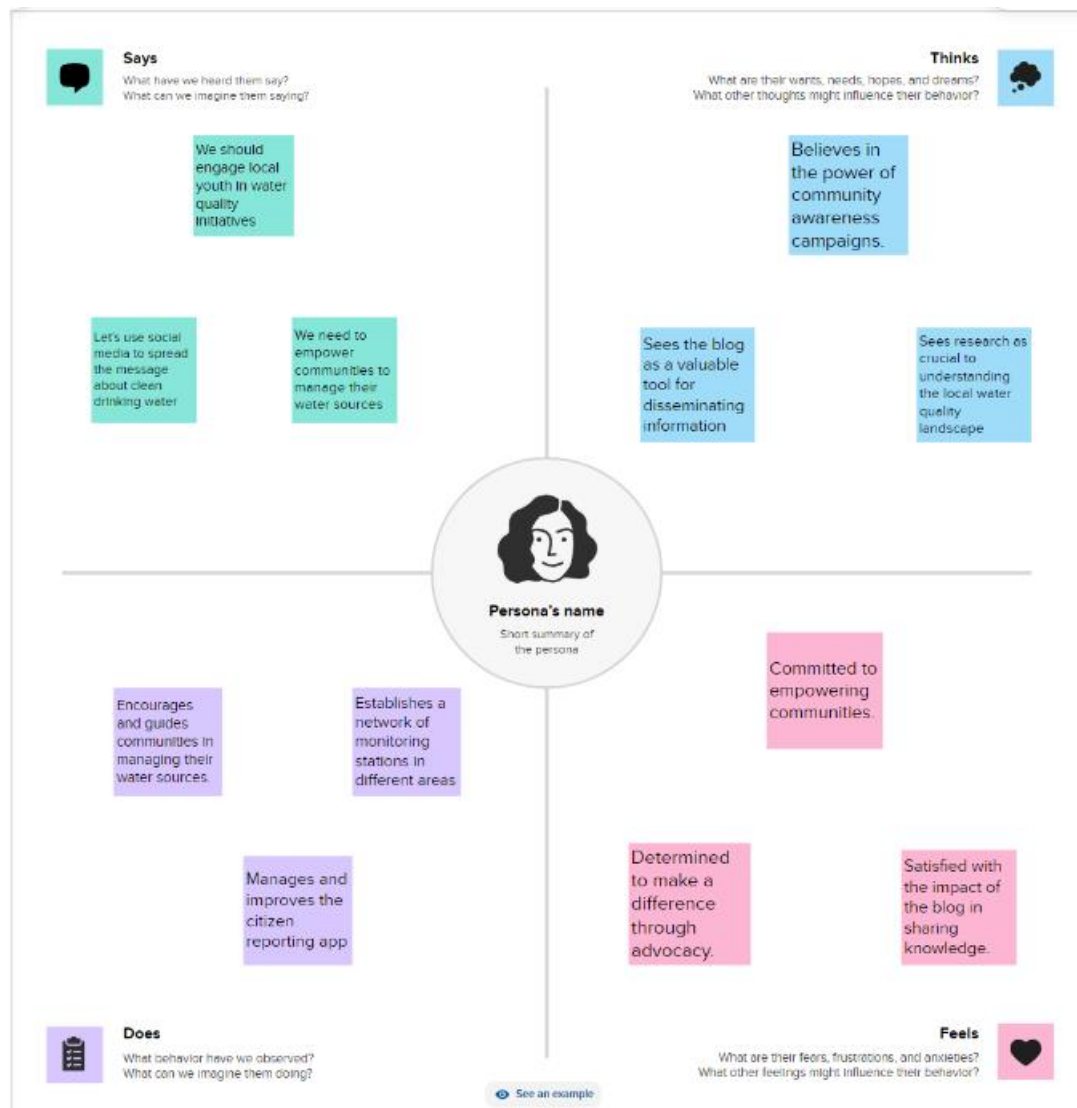 Says
What have we heard them say?
What can we imagine them saying?
We should
engage local
youth in water
quality
initiatives
Let's use social
media to spread
the message
about clean
drinking water
We need to
empower
communities to
manage their
water sources
Thinks
What are their wants, needs, hopes, and dreams?
What other thoughts might influence their behavior?
Believes in
the power of
community
awareness
campaigns.
Sees the blog
as a valuable
tool for
disseminating
information
Sees research as
crucial to
understanding
the local water
quality
landscape
Persona's name
Short summary of
the persona
Encourages
and guides
communities in
managing their
water sources.
Establishes a
network of
monitoring
stations in
different areas
Manages and
improves the
citizen
reporting app
Does
What behavior have we observed?
What can we imagine them doing?
Committed to
empowering
communities.
Determined
to make a
difference
through
advocacy.
Satisfied with
the impact of
the blog in
sharing
knowledge.
Feels
What are their fears, frustrations, and anxieties?
What other feelings might influence their behavior?
See an example